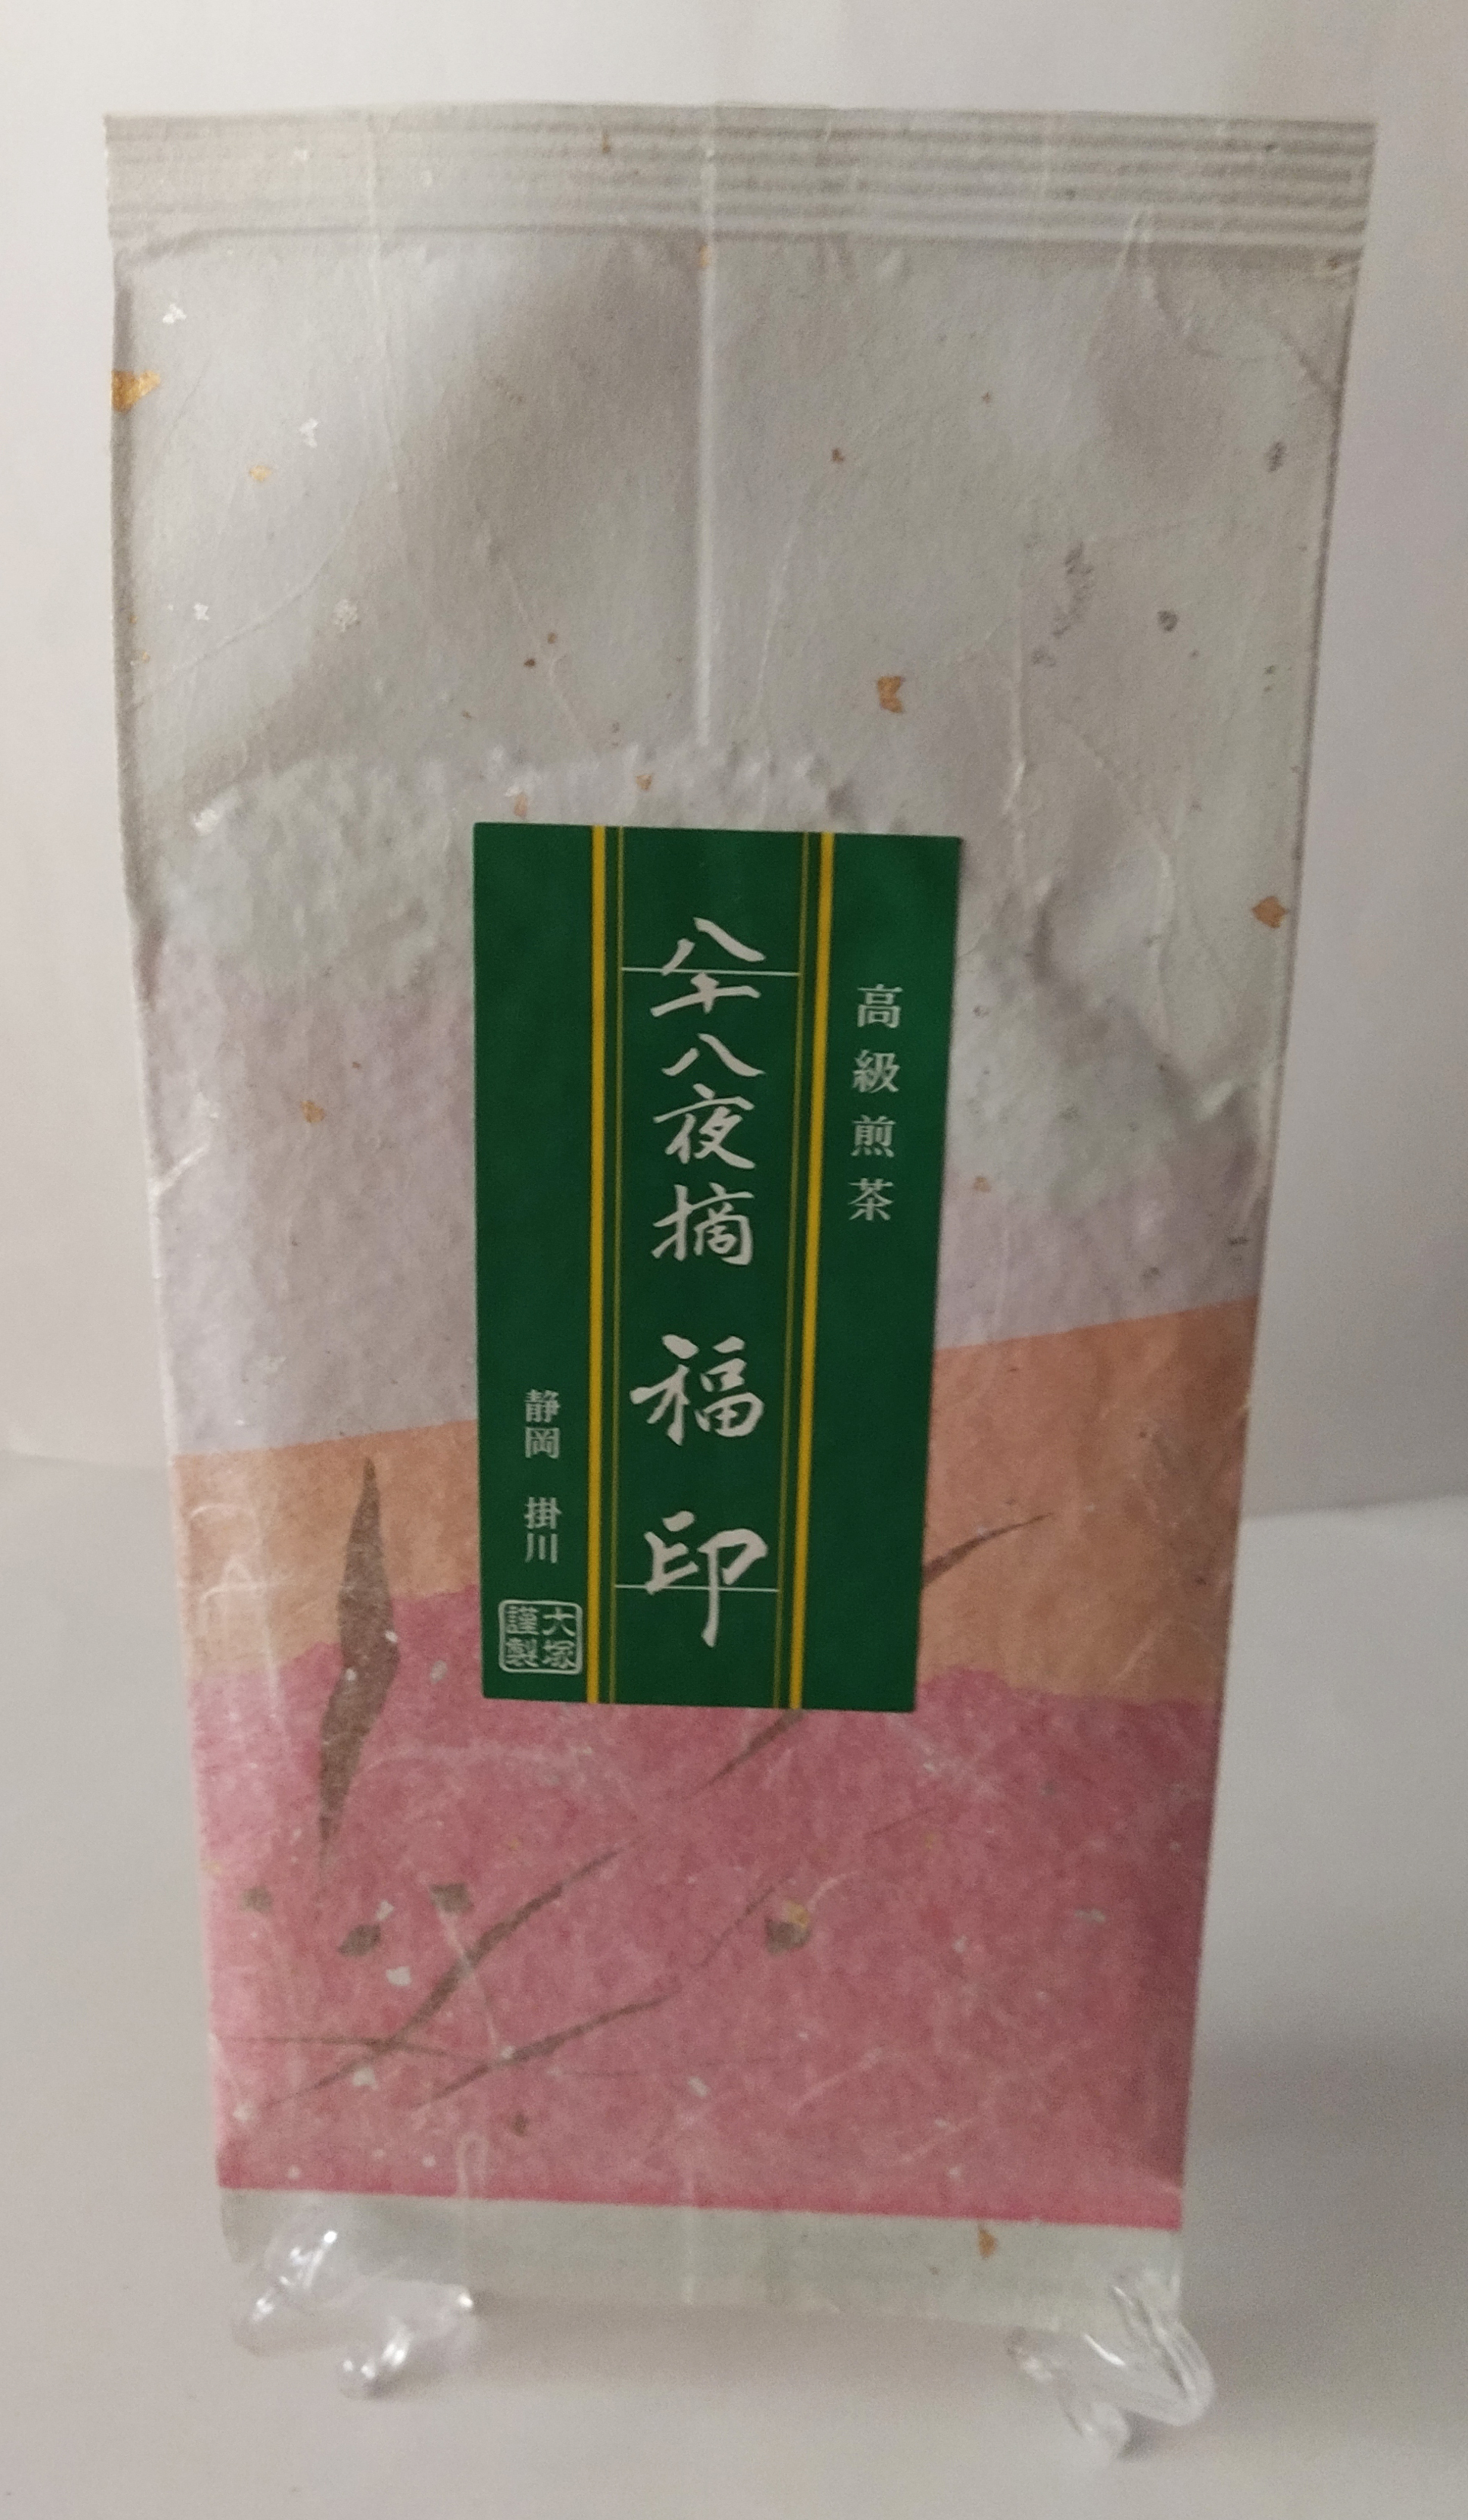 高級煎茶
八十八夜摘 福印
静岡 掛川
大塚
謹製